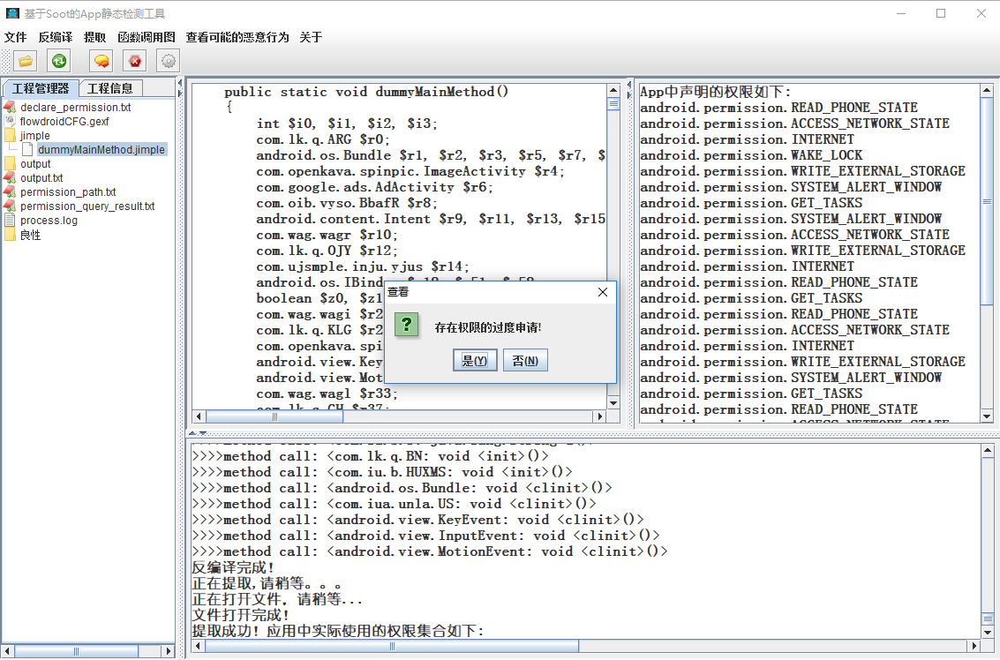 基于Soot的App静态检测工具
文件 反编译 提取 函数调用图 查看可能的恶意行为 关于
工程管理器 工程信息
declare_permission.txt
flowdroidCFG.gexf
jimple
dummyMainMethod.jimple
output
output.txt
permission_path.txt
permission_query_result.txt
process.log
良性
public static void dummyMainMethod()
{
int $i0, $i1, $i2, $i3;
com.lk.q.ARG $r0;
android.os.Bundle $r1, $r2, $r3, $r5, $r7, $
com.openkava.spinpic.ImageActivity $r4;
com.google.ads.AdActivity $r6;
com.oib.vyso.BbafR $r8;
android.content.Intent $r9, $r11, $r13, $r15
com.wag.wagr $r10;
com.lk.q.OJY $r12;
com.ujsmple.inju.yjus $r14;
android.os.IBind
boolean $z0, $z1
com.wag.wagi $r2
com.lk.q.KLG $r2
com.openkava.spi
android.view.Key
android.view.Mot
com.wag.wagl $r33;
com.lk.q.CH $r37;
查看
存在权限的过度申请!
是(Y) 否(N)
App中声明的权限如下:
android.permission.READ_PHONE_STATE
android.permission.ACCESS_NETWORK_STATE
android.permission.INTERNET
android.permission.WAKE_LOCK
android.permission.WRITE_EXTERNAL_STORAGE
android.permission.SYSTEM_ALERT_WINDOW
android.permission.GET_TASKS
android.permission.SYSTEM_ALERT_WINDOW
android.permission.ACCESS_NETWORK_STATE
android.permission.WRITE_EXTERNAL_STORAGE
android.permission.INTERNET
android.permission.READ_PHONE_STATE
android.permission.GET_TASKS
android.permission.READ_PHONE_STATE
android.permission.ACCESS_NETWORK_STATE
android.permission.INTERNET
android.permission.WRITE_EXTERNAL_STORAGE
android.permission.SYSTEM_ALERT_WINDOW
android.permission.GET_TASKS
android.permission.READ_PHONE_STATE
android.permission.ACCESS_NETWORK_STATE
>>>>method call: <com.lk.q.BN: void <init>()>
>>>>method call: <com.iu.b.HUXMS: void <init>()>
>>>>method call: <android.os.Bundle: void <clinit>()>
>>>>method call: <com.iua.unla.US: void <clinit>()>
>>>>method call: <android.view.KeyEvent: void <clinit>()>
>>>>method call: <android.view.InputEvent: void <clinit>()>
>>>>method call: <android.view.MotionEvent: void <clinit>()>
反编译完成!
正在提取,请稍等。。。
正在打开文件，请稍等...
文件打开完成!
提取成功! 应用中实际使用的权限集合如下: